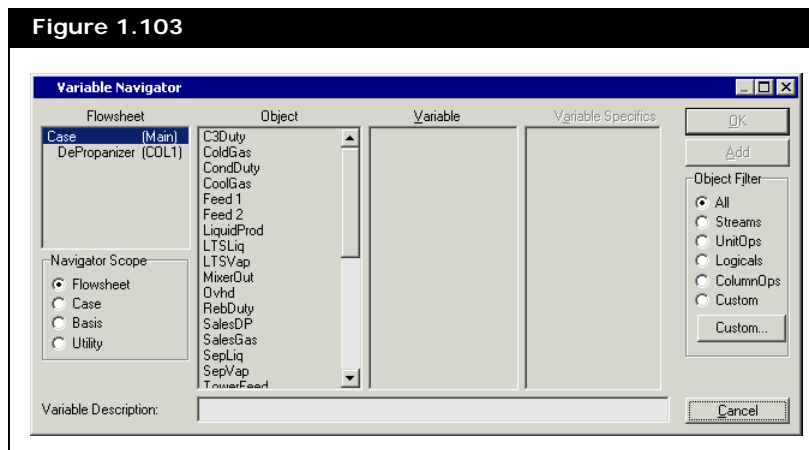 Figure 1.103
Variable Navigator
Flowsheet
Object
Variable
Variable Specifics
Case (Main)
DePropanizer (COL1)
C3Duty
ColdGas
CondDuty
CoolGas
Feed 1
Feed 2
LiquidProd
LTSLiq
LTSVap
MixerOut
Ovhd
RebDuty
SalesDP
SalesGas
SepLiq
SepVap
TowerFeed
Navigator Scope
Flowsheet
Case
Basis
Utility
OK
Add
Object Filter
All
Streams
UnitOps
Logicals
ColumnOps
Custom
Custom...
Variable Description:
Cancel